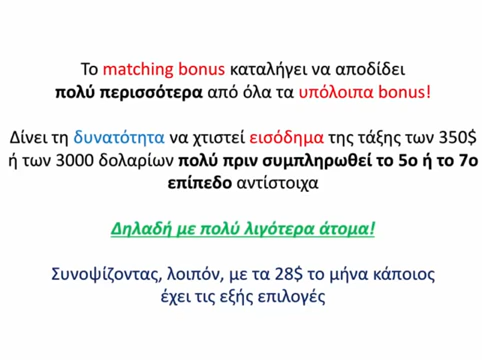 Το matching bonus καταλήγει να αποδίδει
πολύ περισσότερα από όλα τα υπόλοιπα bonus!
Δίνει τη δυνατότητα να χτιστεί εισόδημα της τάξης των 350$
ή των 3000 δολαρίων πολύ πριν συμπληρωθεί το 5ο ή το 7ο
επίπεδο αντίστοιχα
Δηλαδή με πολύ λιγότερα άτομα!
Συνοψίζοντας, λοιπόν, με τα 28$ το μήνα κάποιος
έχει τις εξής επιλογές